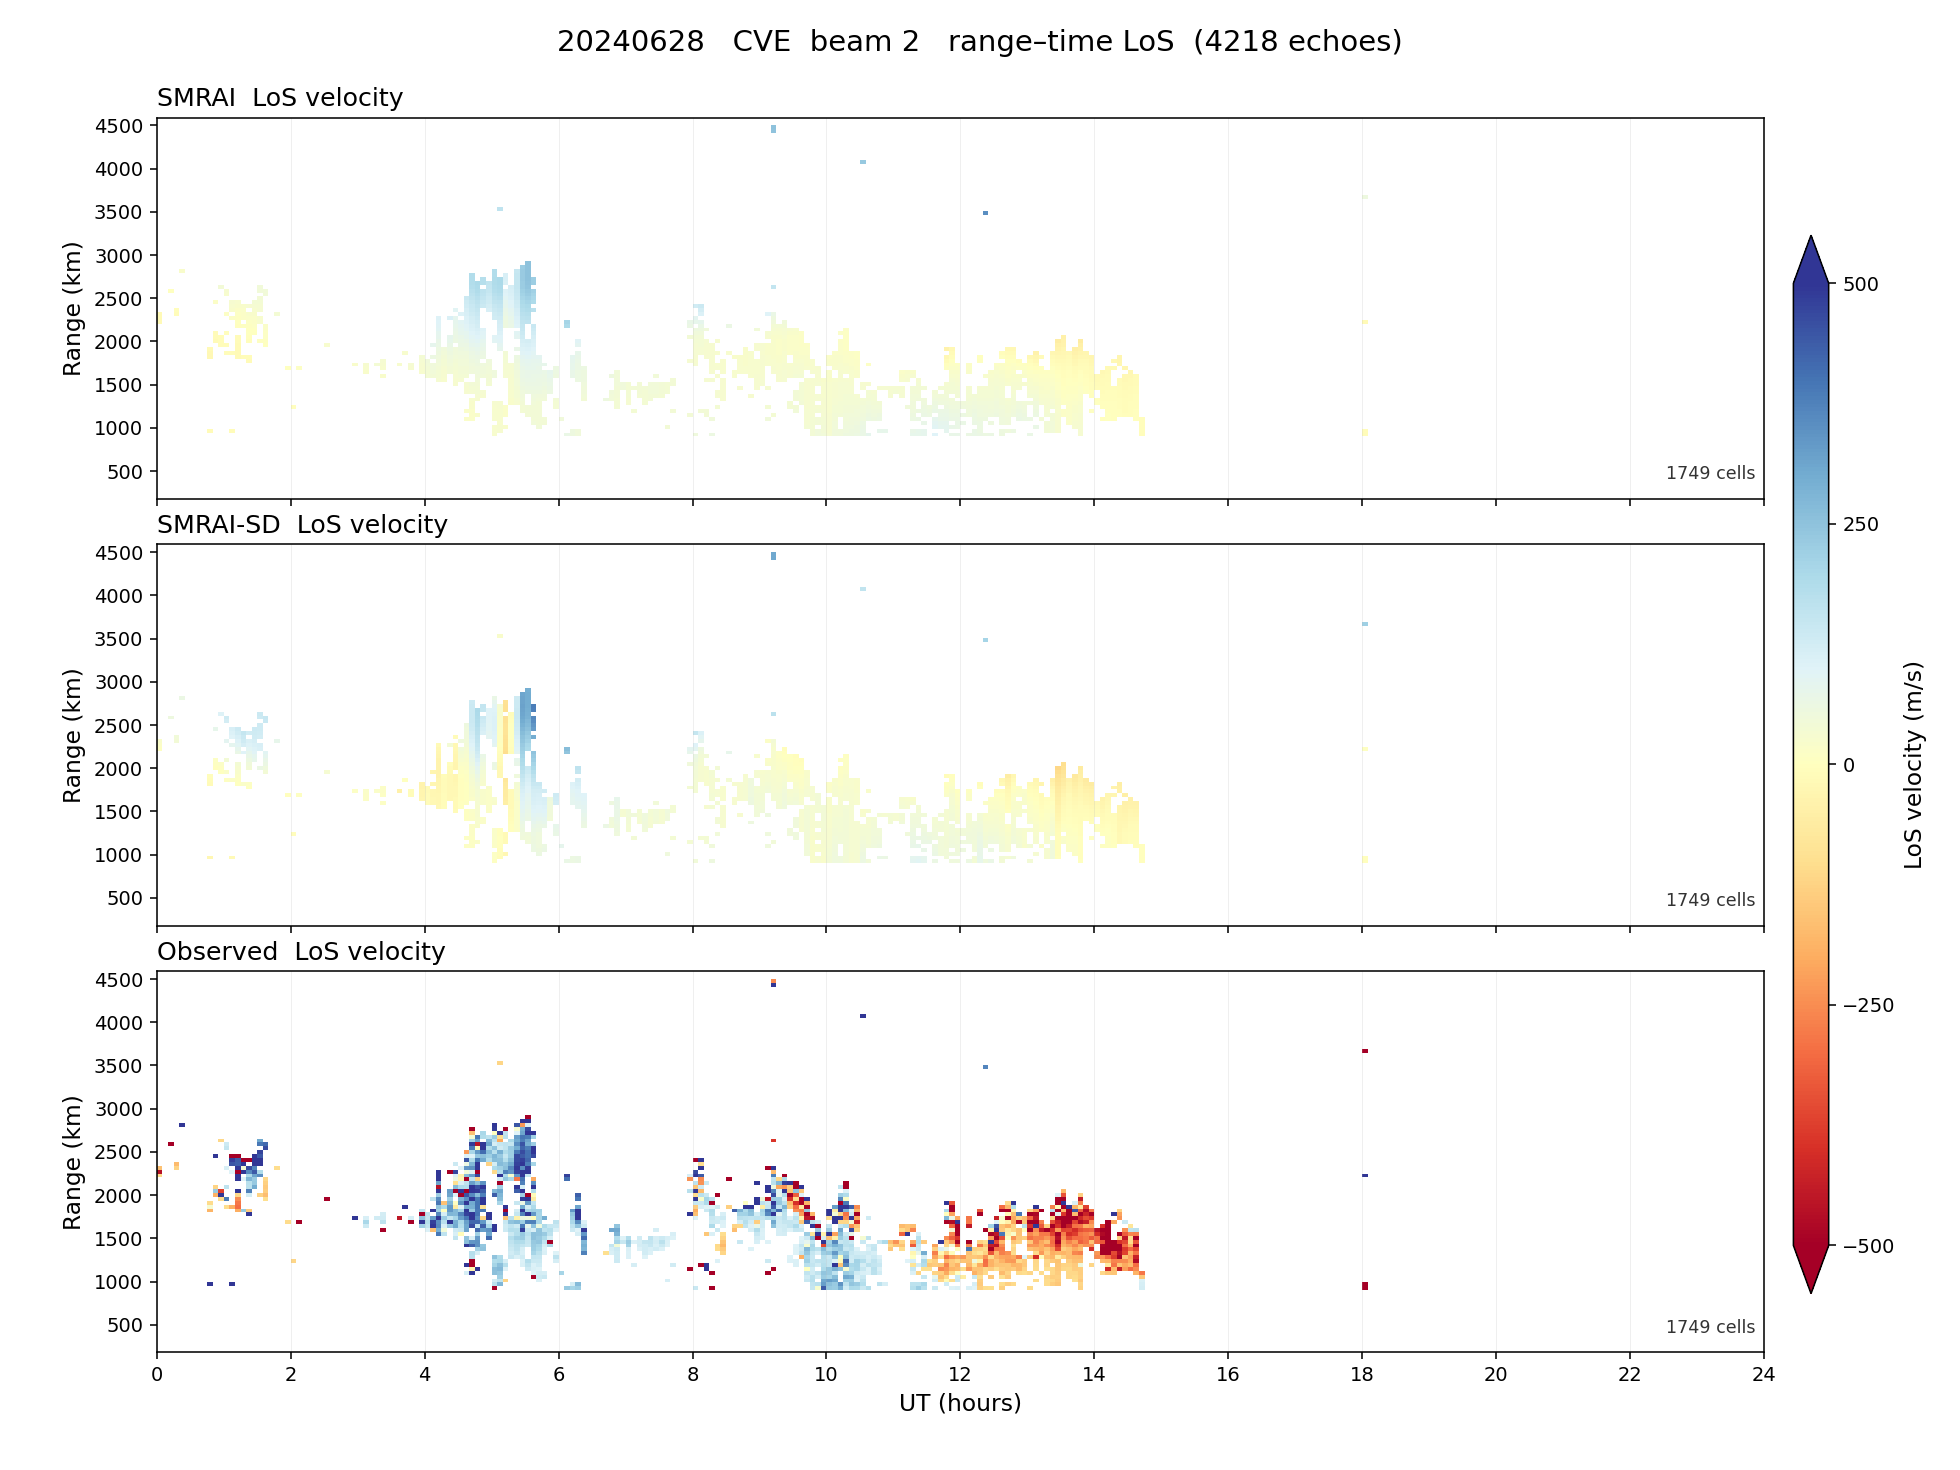 20240628   CVE  beam 2   range–time LoS  (4218 echoes)
SMRAI  LoS velocity
4500
4000
3500
3000
2500
2000
1500
1000
500
Range (km)
1749 cells
SMRAI-SD  LoS velocity
4500
4000
3500
3000
2500
2000
1500
1000
500
Range (km)
1749 cells
Observed  LoS velocity
4500
4000
3500
3000
2500
2000
1500
1000
500
Range (km)
1749 cells
0 2 4 6 8 10 12 14 16 18 20 22 24
UT (hours)
500
250
0
−250
−500
LoS velocity (m/s)